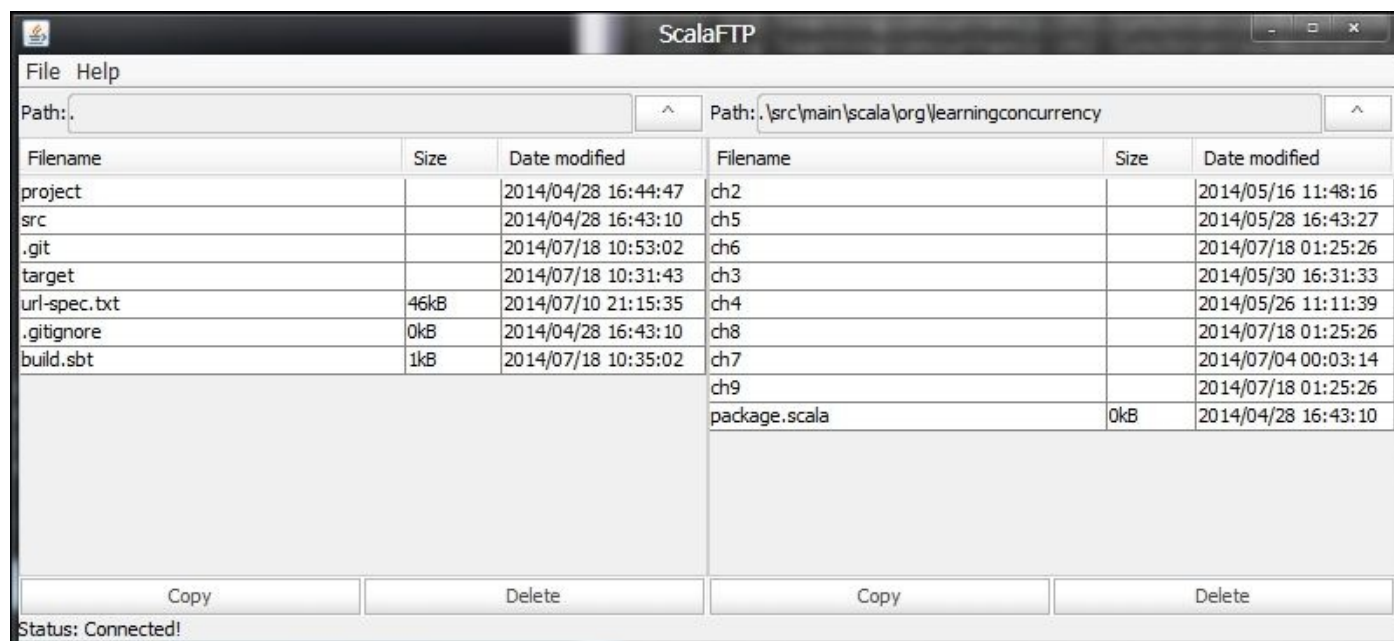 ScalaFTP
File Help
Path: .
^
Path: .\src\main\scala\org\learningconcurrency
^
Filename Size Date modified
project 2014/04/28 16:44:47
src 2014/04/28 16:43:10
.git 2014/07/18 10:53:02
target 2014/07/18 10:31:43
url-spec.txt 46kB 2014/07/10 21:15:35
.gitignore 0kB 2014/04/28 16:43:10
build.sbt 1kB 2014/07/18 10:35:02
Filename Size Date modified
ch2 2014/05/16 11:48:16
ch5 2014/05/28 16:43:27
ch6 2014/07/18 01:25:26
ch3 2014/05/30 16:31:33
ch4 2014/05/26 11:11:39
ch8 2014/07/18 01:25:26
ch7 2014/07/04 00:03:14
ch9 2014/07/18 01:25:26
package.scala 0kB 2014/04/28 16:43:10
Copy Delete
Copy Delete
Status: Connected!